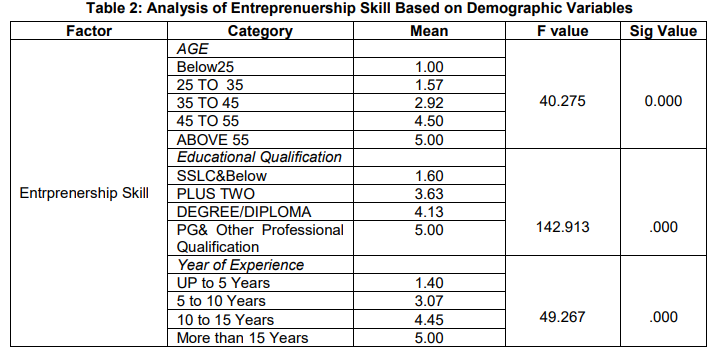 Table 2: Analysis of Entreprenuership Skill Based on Demographic Variables
Factor Category Mean F value Sig Value
Entrprenership Skill
AGE
Below25 1.00
25 TO 35 1.57
35 TO 45 2.92 40.275 0.000
45 TO 55 4.50
ABOVE 55 5.00
Educational Qualification
SSLC&Below 1.60
PLUS TWO 3.63
DEGREE/DIPLOMA 4.13
PG& Other Professional 5.00 142.913 .000
Qualification
Year of Experience
UP to 5 Years 1.40
5 to 10 Years 3.07
10 to 15 Years 4.45 49.267 .000
More than 15 Years 5.00